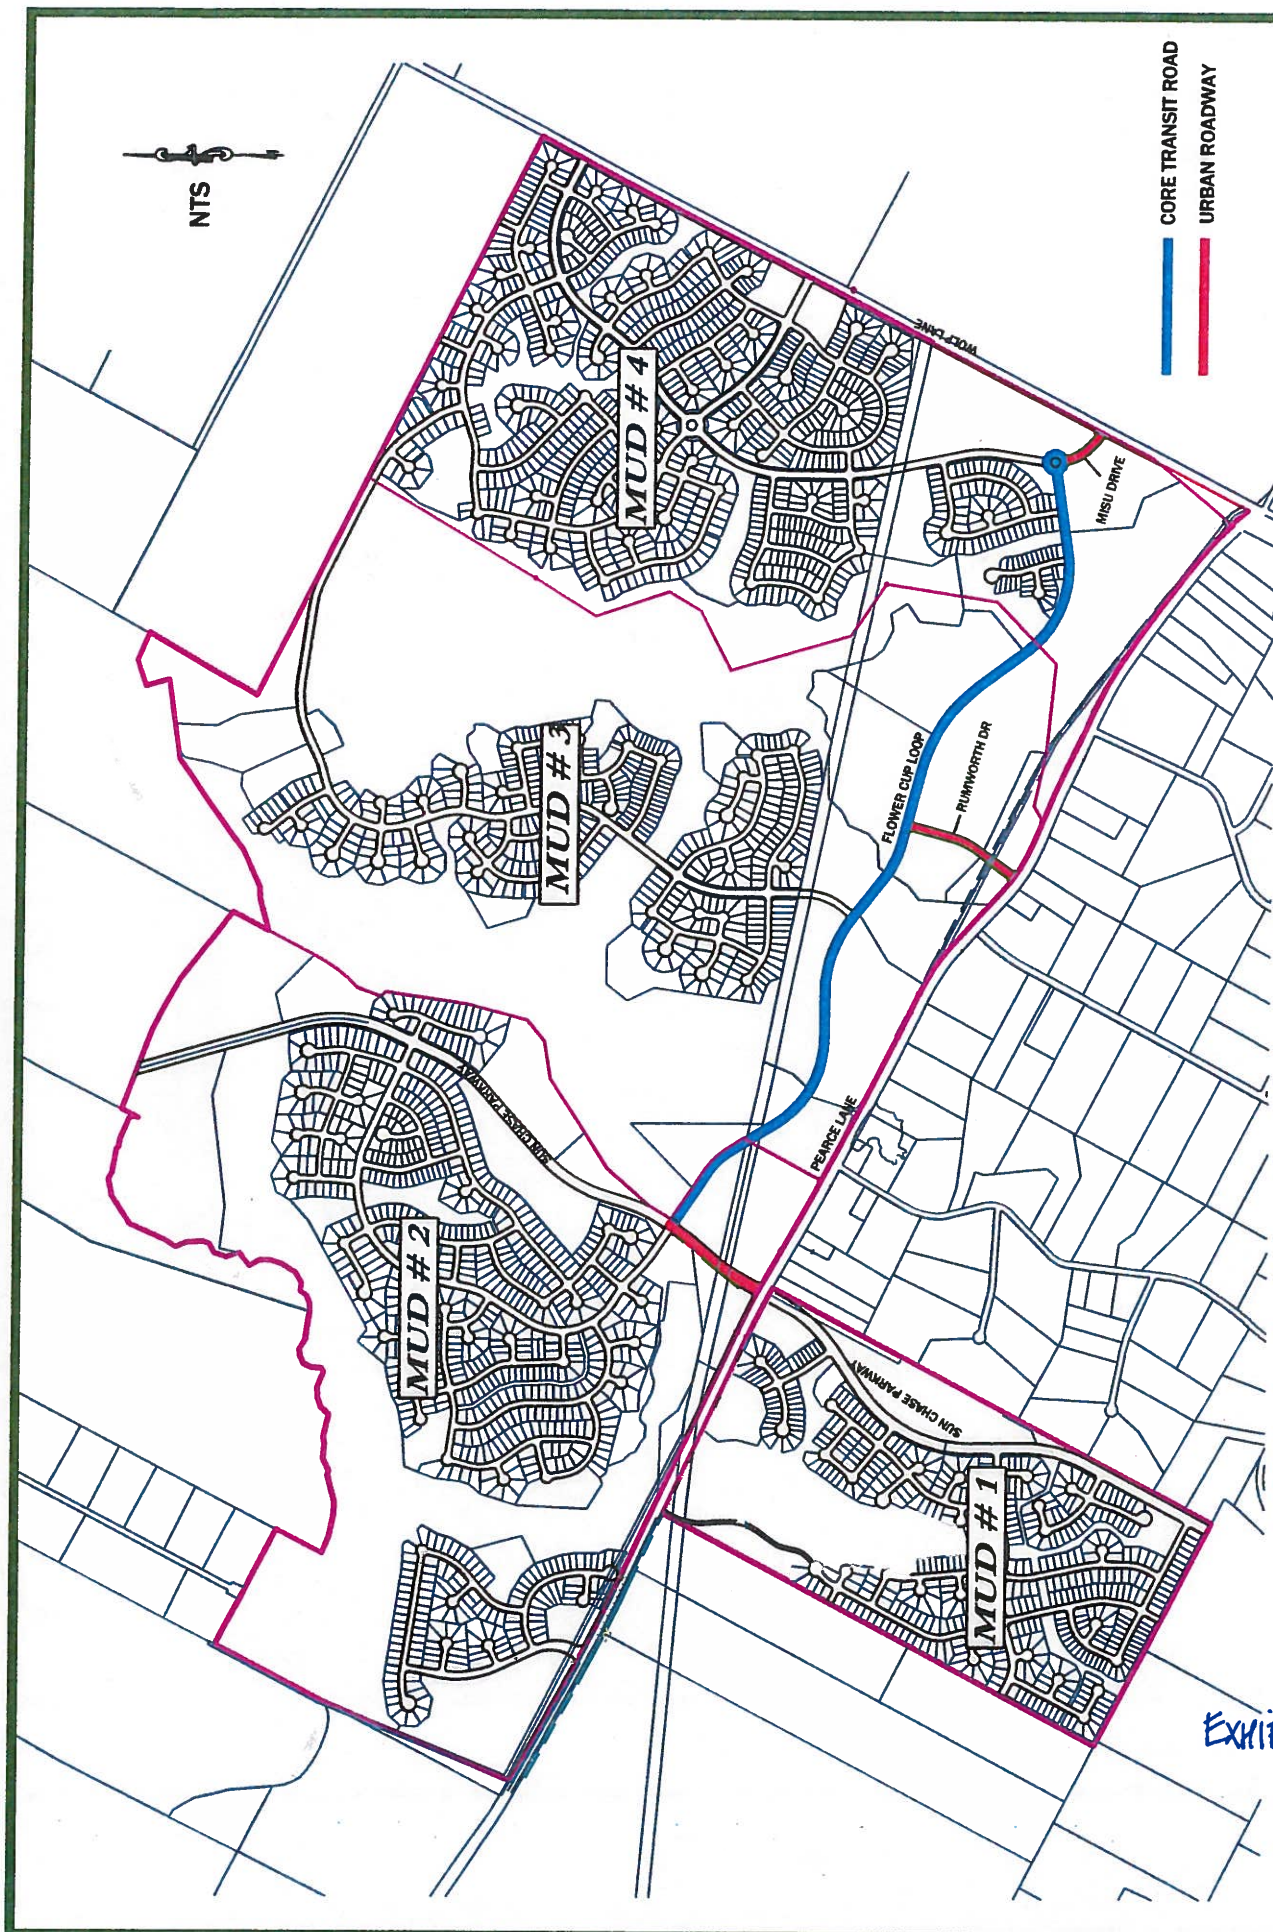 NTS
CORE TRANSIT ROAD
URBAN ROADWAY
MUD # 4
WOLF LANE
MISU DRIVE
MUD # 3
FLOWER CUP LOOP
RUMWORTH DR
SUN CHASE PARKWAY
PEARCE LANE
MUD # 2
SUN CHASE PARKWAY
MUD # 1